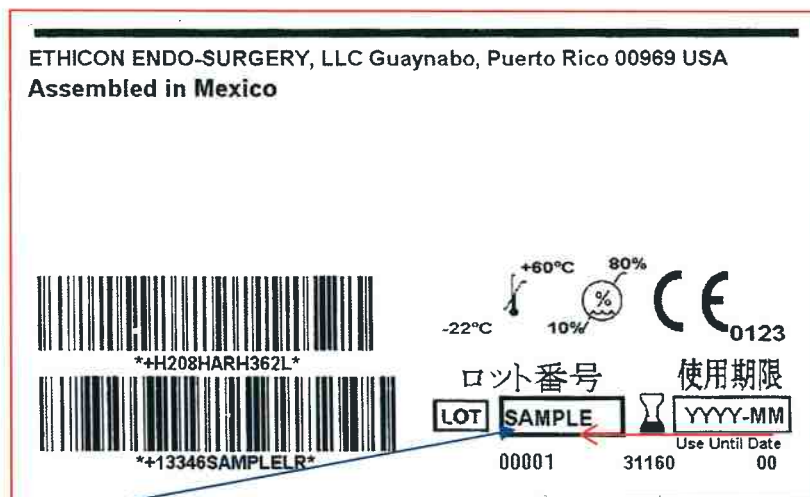 ETHICON ENDO-SURGERY, LLC Guaynabo, Puerto Rico 00969 USA
Assembled in Mexico
+60°C 80%
%
-22°C 10%
CE 0123
*+H208HARH362L*
ロット番号 使用期限
LOT SAMPLE YYYY-MM
Use Until Date
*+13346SAMPLELR*
00001 31160 00